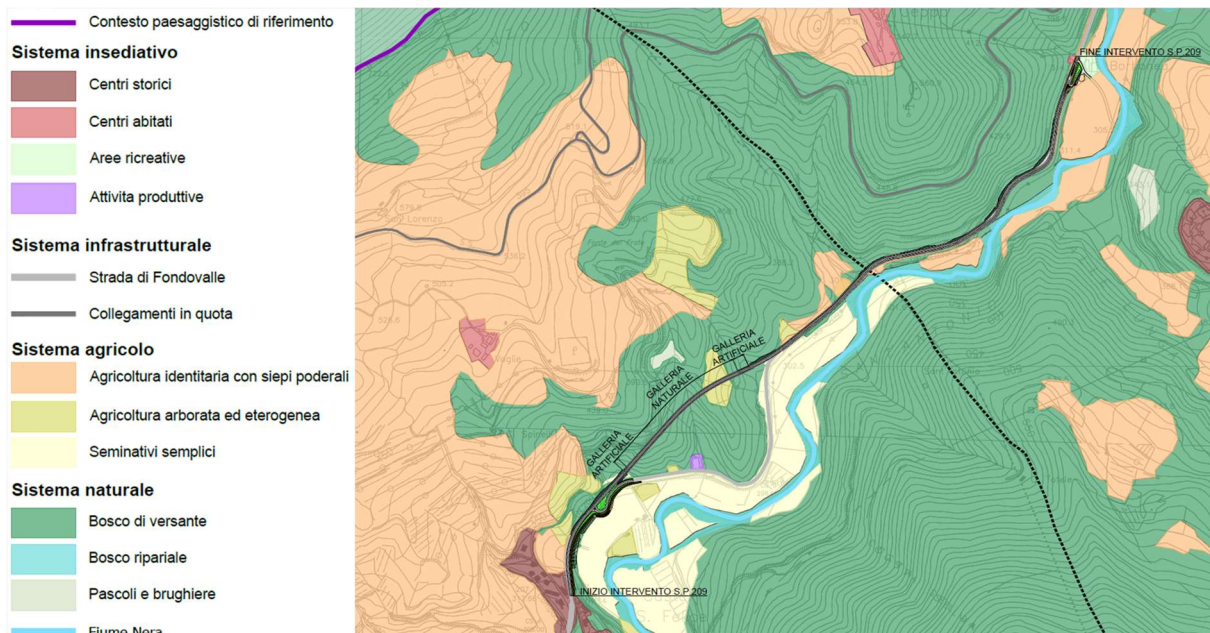 Contesto paesaggistico di riferimento
Sistema insediativo
Centri storici
Centri abitati
Aree ricreative
Attivita produttive
Sistema infrastrutturale
Strada di Fondovalle
Collegamenti in quota
Sistema agricolo
Agricoltura identitaria con siepi poderali
Agricoltura arborata ed eterogenea
Seminativi semplici
Sistema naturale
Bosco di versante
Bosco ripariale
Pascoli e brughiere
Fiume Nera
FINE INTERVENTO S.P.209
GALLERIA
ARTIFICIALE
GALLERIA
NATURALE
GALLERIA
ARTIFICIALE
INIZIO INTERVENTO S.P.209